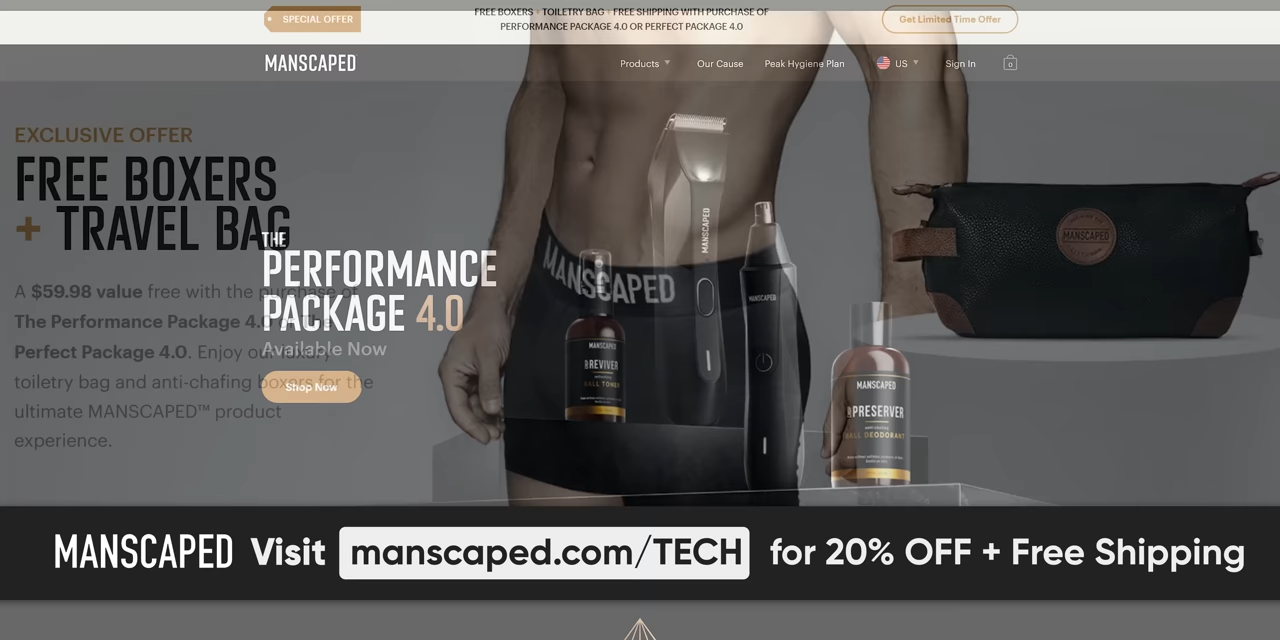 SPECIAL OFFER
FREE BOXERS + TOILETRY BAG + FREE SHIPPING WITH PURCHASE OF
PERFORMANCE PACKAGE 4.0 OR PERFECT PACKAGE 4.0
Get Limited Time Offer
MANSCAPED
Products
Our Cause
Peak Hygiene Plan
US
Sign In
0
EXCLUSIVE OFFER
FREE BOXERS
+ TRAVEL BAG
A $59.98 value free with the purchase of
The Performance Package 4.0 or The
Perfect Package 4.0. Enjoy our luxury
toiletry bag and anti-chafing boxers for the
ultimate MANSCAPED™ product
experience.
THE
PERFORMANCE
PACKAGE 4.0
Available Now
Shop Now
MANSCAPED
MANSCAPED
MANSCAPED
MANSCAPED
REVIVER
BALL TONER
MANSCAPED
PRESERVER
BALL DEODORANT
MANSCAPED
MANSCAPED Visit manscaped.com/TECH for 20% OFF + Free Shipping